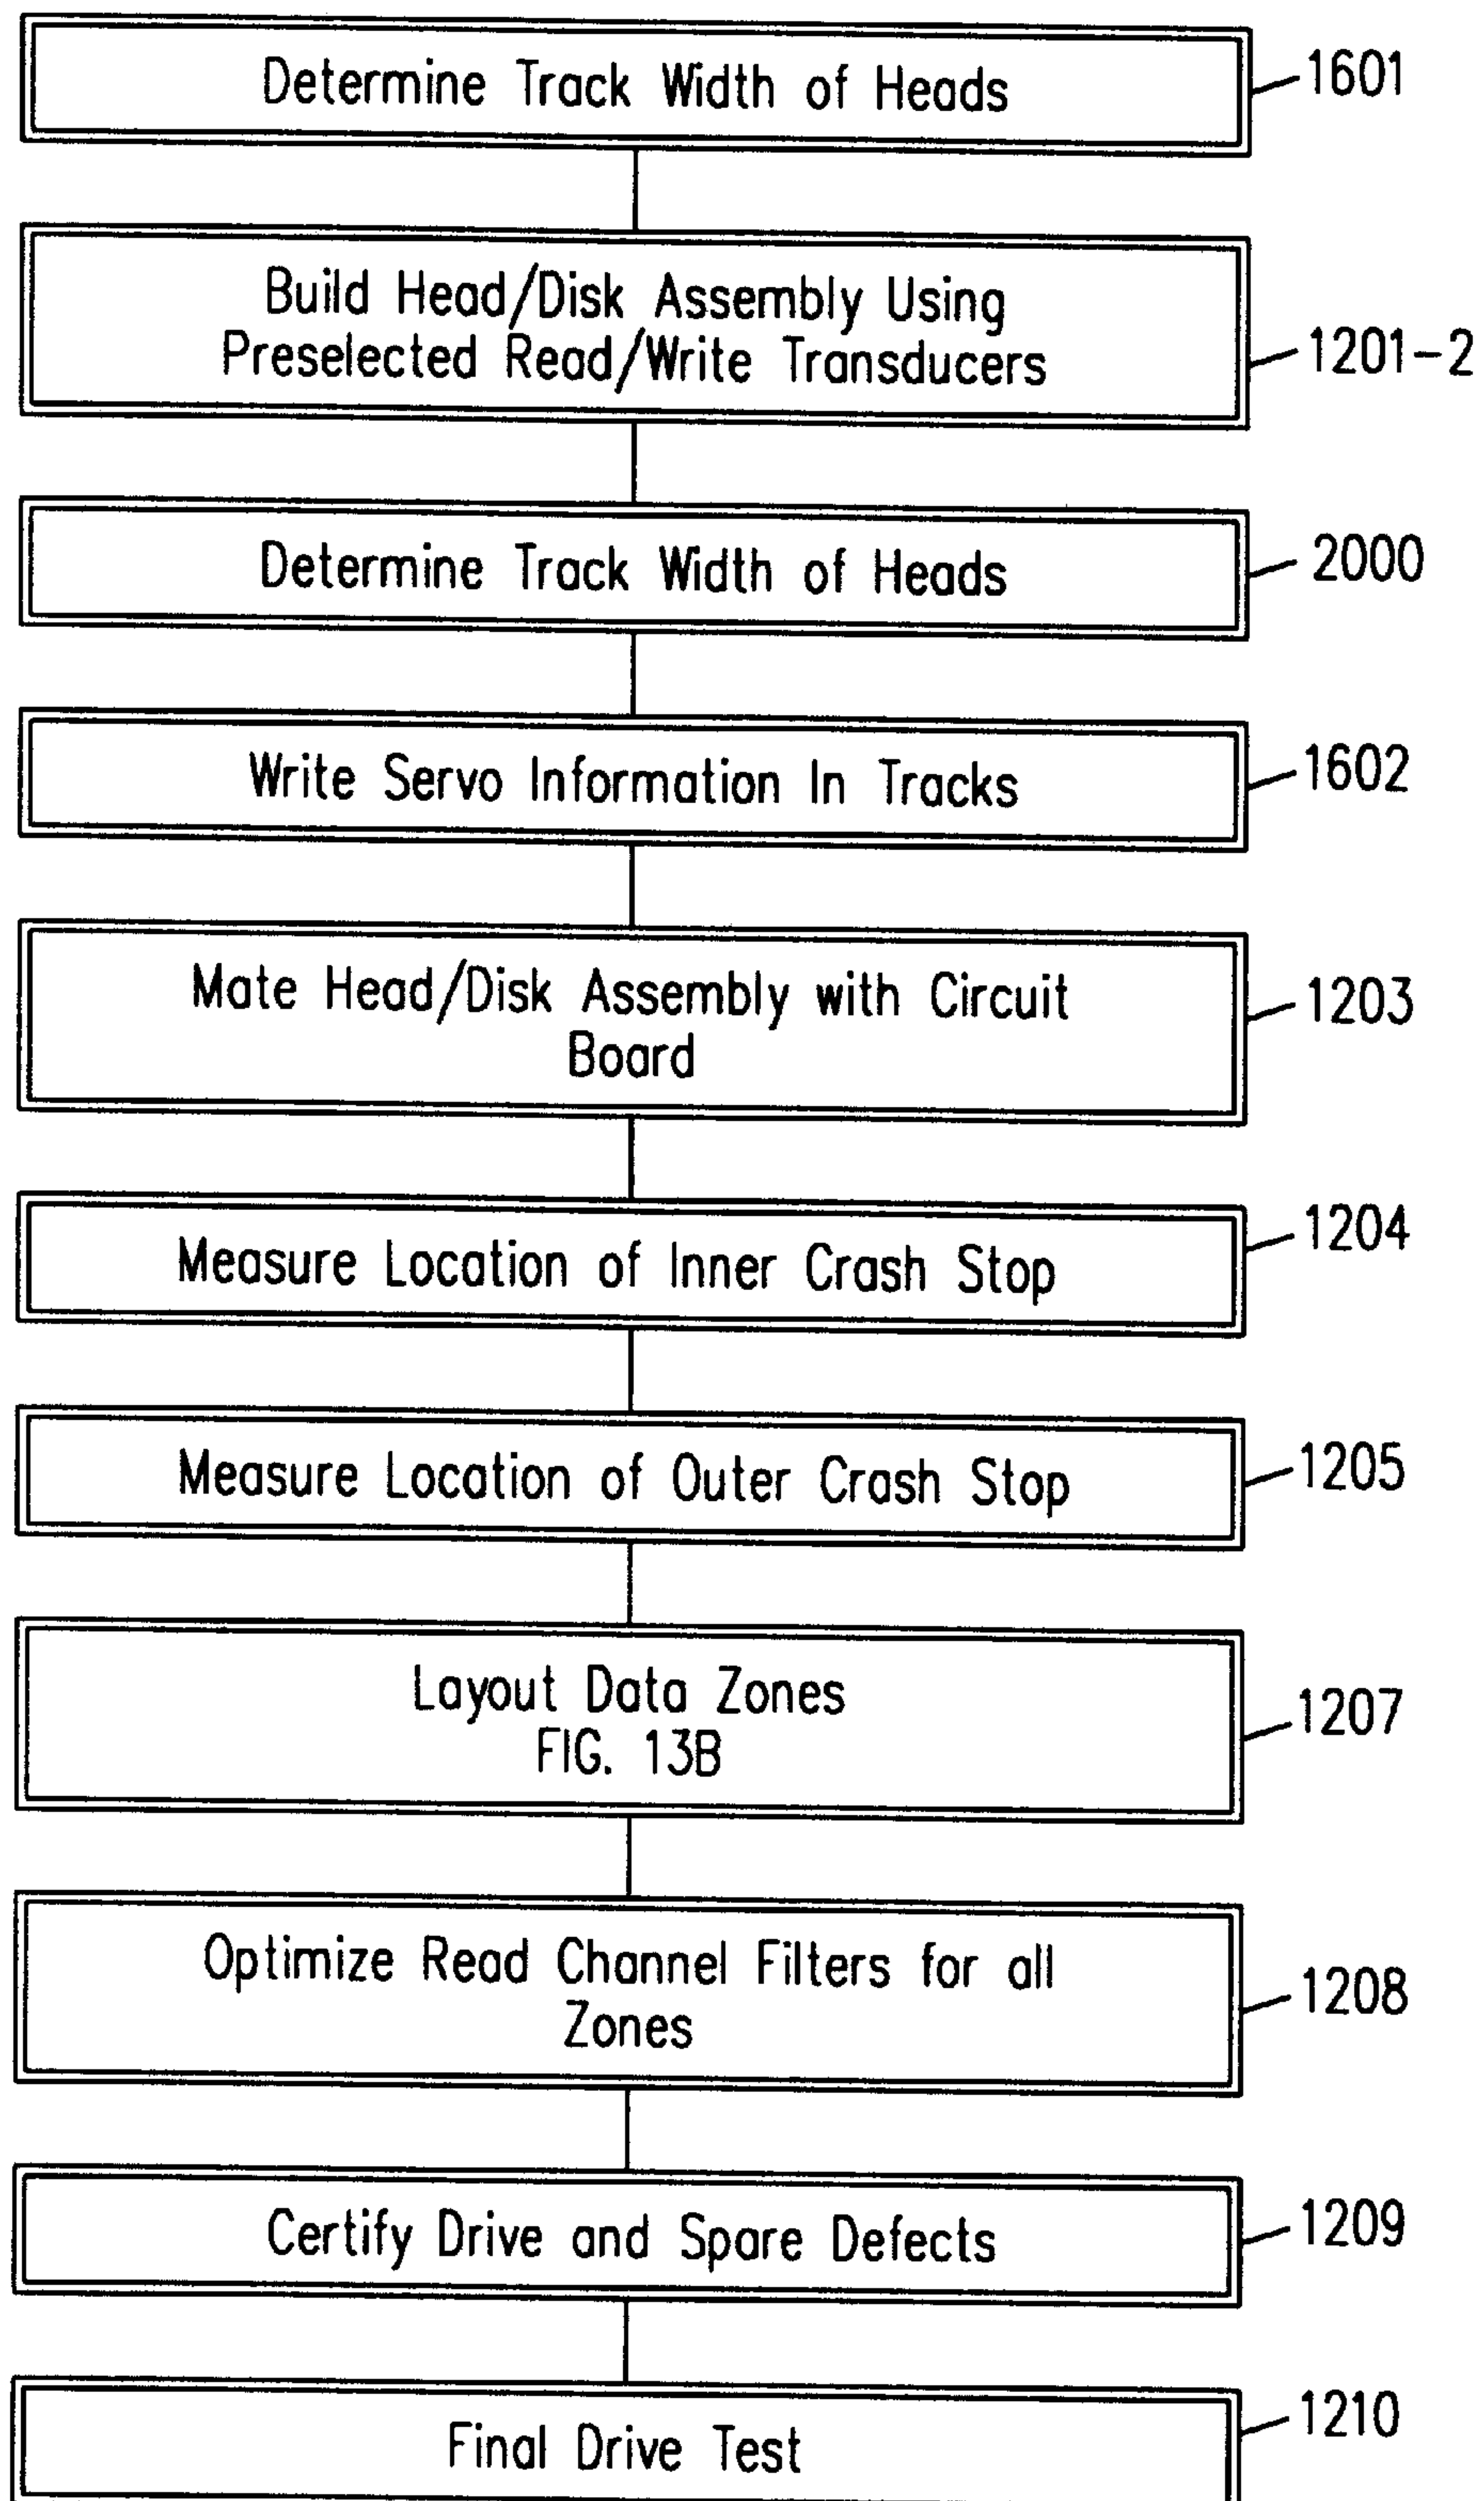 Determine Track Width of Heads
1601
Build Head/Disk Assembly Using
Preselected Read/Write Transducers
1201-2
Determine Track Width of Heads
2000
Write Servo Information In Tracks
1602
Mate Head/Disk Assembly with Circuit
Board
1203
Measure Location of Inner Crash Stop
1204
Measure Location of Outer Crash Stop
1205
Layout Data Zones
FIG. 13B
1207
Optimize Read Channel Filters for all
Zones
1208
Certify Drive and Spare Defects
1209
Final Drive Test
1210